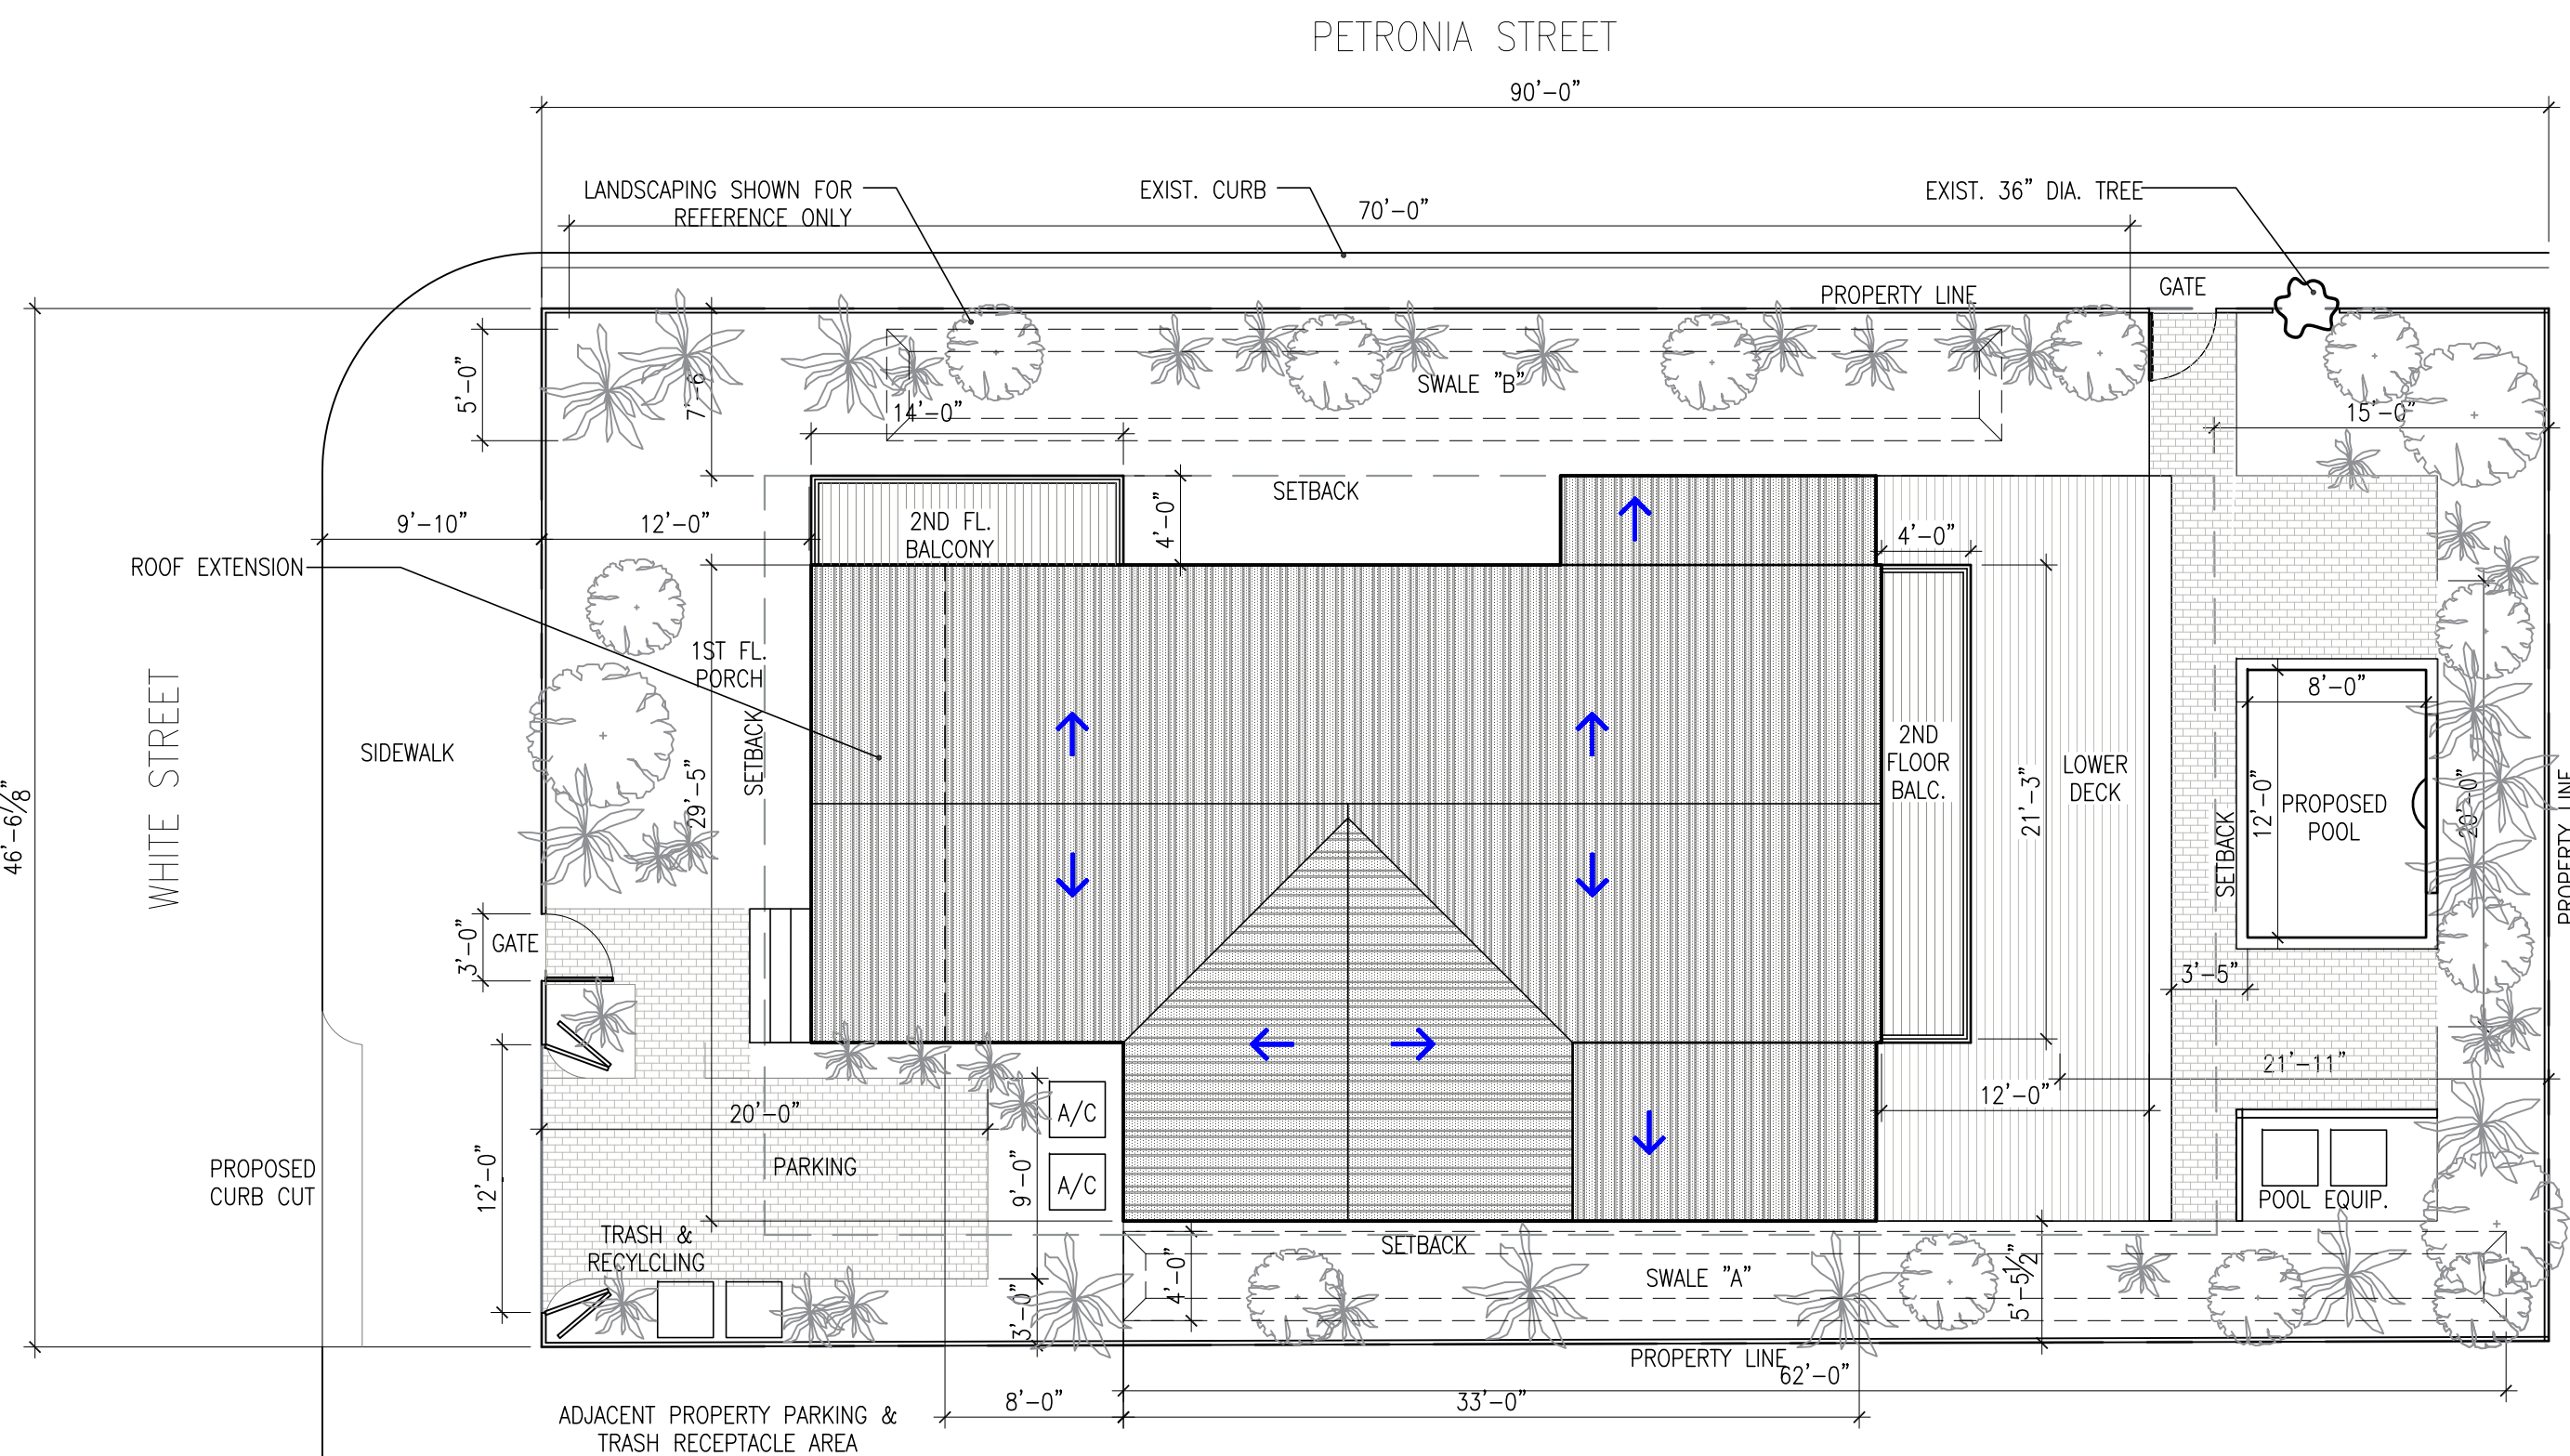 PETRONIA STREET
90'-0"
LANDSCAPING SHOWN FOR
REFERENCE ONLY
EXIST. CURB
70'-0"
EXIST. 36" DIA. TREE
GATE
PROPERTY LINE
5'-0"
7'-6
SWALE "B"
14'-0"
15'-0"
SETBACK
9'-10"
12'-0"
2ND FL.
BALCONY
4'-0"
4'-0"
ROOF EXTENSION
1ST FL.
PORCH
SETBACK
WHITE STREET
SIDEWALK
46'-6 7/8"
29'-5"
2ND
FLOOR
BALC.
LOWER
DECK
21'-3"
8'-0"
12'-0"
PROPOSED
POOL
20'-0"
SETBACK
PROPERTY LINE
3'-0"
GATE
3'-5"
21'-11"
12'-0"
20'-0"
A/C
A/C
PARKING
9'-0"
12'-0"
PROPOSED
CURB CUT
POOL EQUIP.
TRASH &
RECYLCLING
SETBACK
4'-0"
SWALE "A"
5'-5 1/2"
3'-0"
PROPERTY LINE
62'-0"
8'-0"
33'-0"
ADJACENT PROPERTY PARKING &
TRASH RECEPTACLE AREA